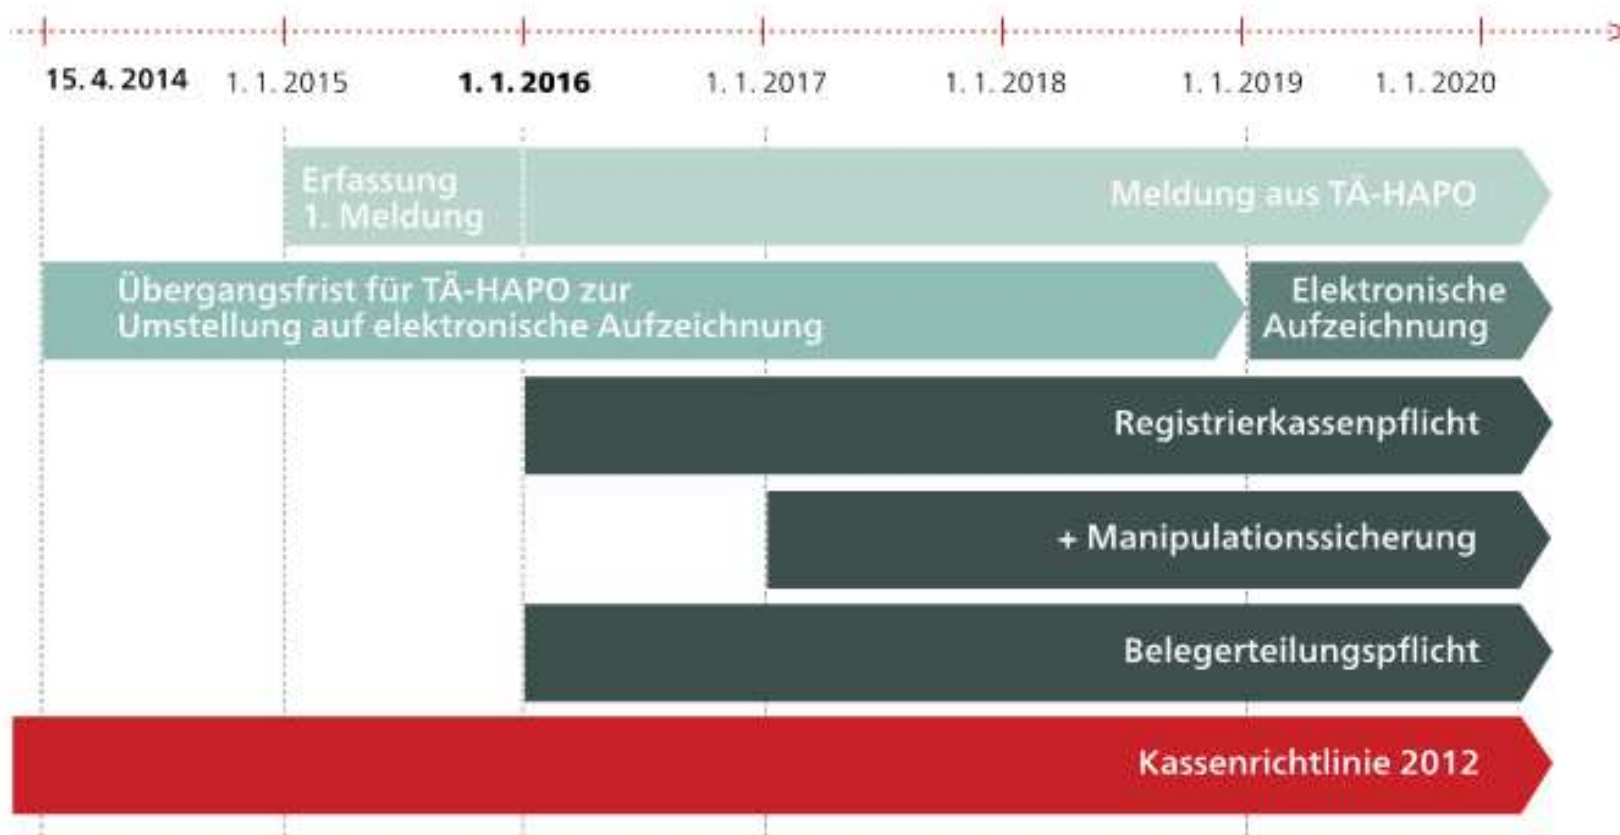 15. 4. 2014 1. 1. 2015 1. 1. 2016 1. 1. 2017 1. 1. 2018 1. 1. 2019 1. 1. 2020
Erfassung
1. Meldung
Meldung aus TÄ-HAPO
Übergangsfrist für TÄ-HAPO zur
Umstellung auf elektronische Aufzeichnung
Elektronische
Aufzeichnung
Registrierkassenpflicht
+ Manipulationssicherung
Belegerteilungspflicht
Kassenrichtlinie 2012